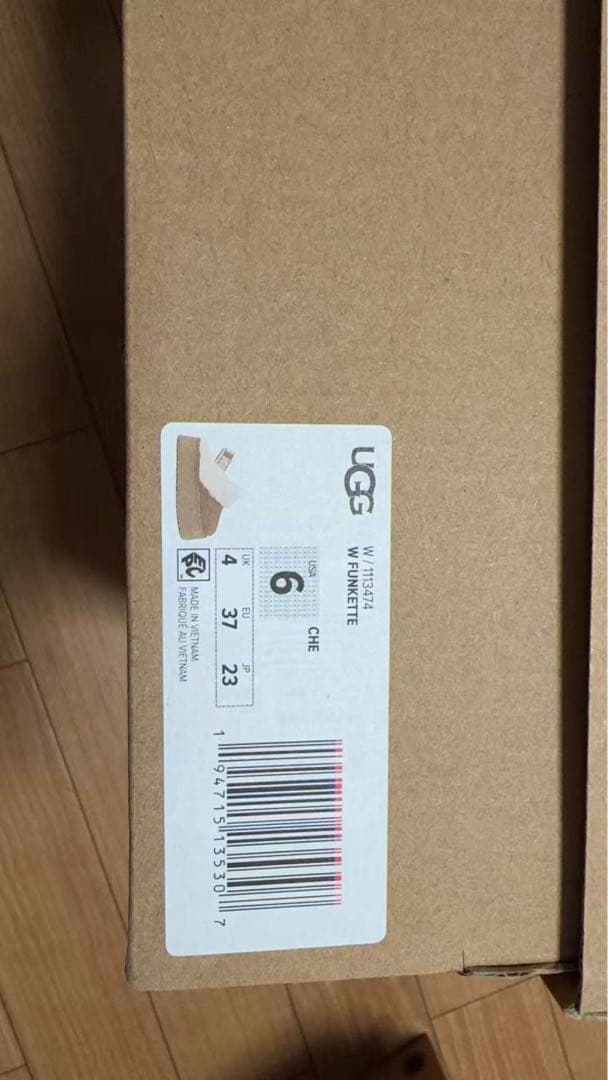 UGG
W / 1113474
W FUNKETTE
USA
6
CHE
UK EU JP
4 37 23
MADE IN VIETNAM
FABRIQUÉ AU VIETNAM
1 94715 13530 7